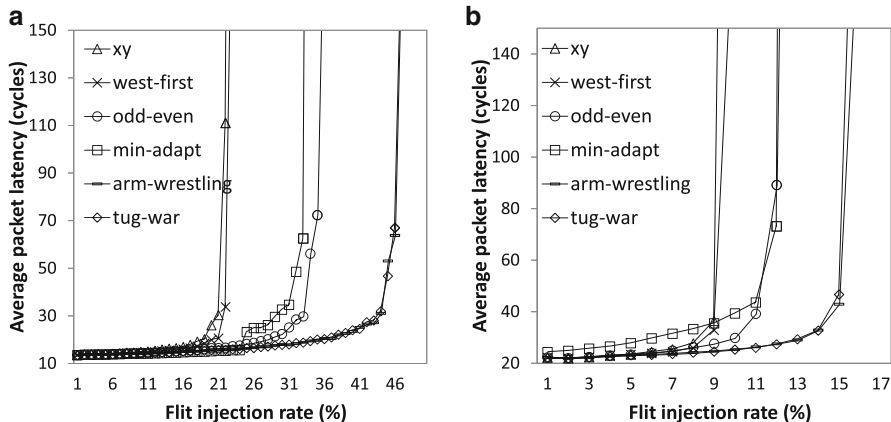 a
Average packet latency (cycles)
150
130
110
90
70
50
30
10
xy
west-first
odd-even
min-adapt
arm-wrestling
tug-war
1 6 11 16 21 26 31 36 41 46
Flit injection rate (%)
b
Average packet latency (cycles)
140
120
100
80
60
40
20
xy
west-first
odd-even
min-adapt
arm-wrestling
tug-war
1 3 5 7 9 11 13 15 17
Flit injection rate (%)